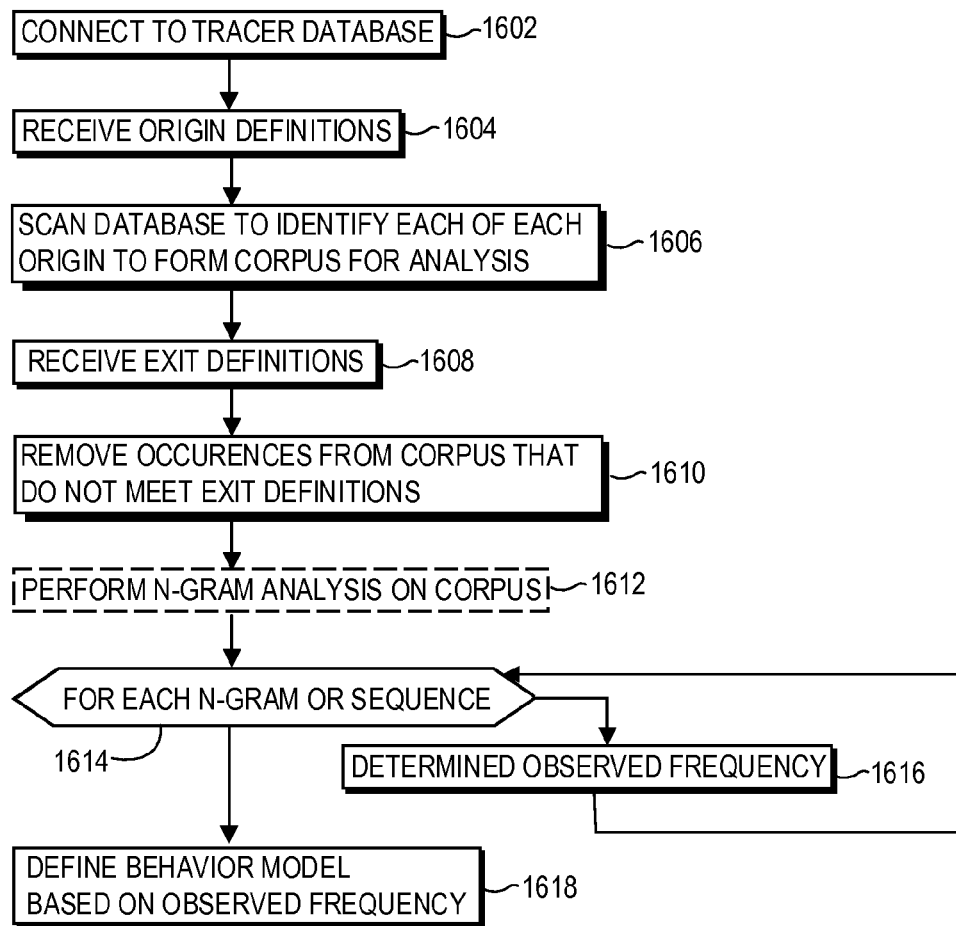 CONNECT TO TRACER DATABASE 1602
RECEIVE ORIGIN DEFINITIONS 1604
SCAN DATABASE TO IDENTIFY EACH OF EACH
ORIGIN TO FORM CORPUS FOR ANALYSIS 1606
RECEIVE EXIT DEFINITIONS 1608
REMOVE OCCURENCES FROM CORPUS THAT
DO NOT MEET EXIT DEFINITIONS 1610
PERFORM N-GRAM ANALYSIS ON CORPUS 1612
FOR EACH N-GRAM OR SEQUENCE
1614
DETERMINED OBSERVED FREQUENCY 1616
DEFINE BEHAVIOR MODEL
BASED ON OBSERVED FREQUENCY 1618